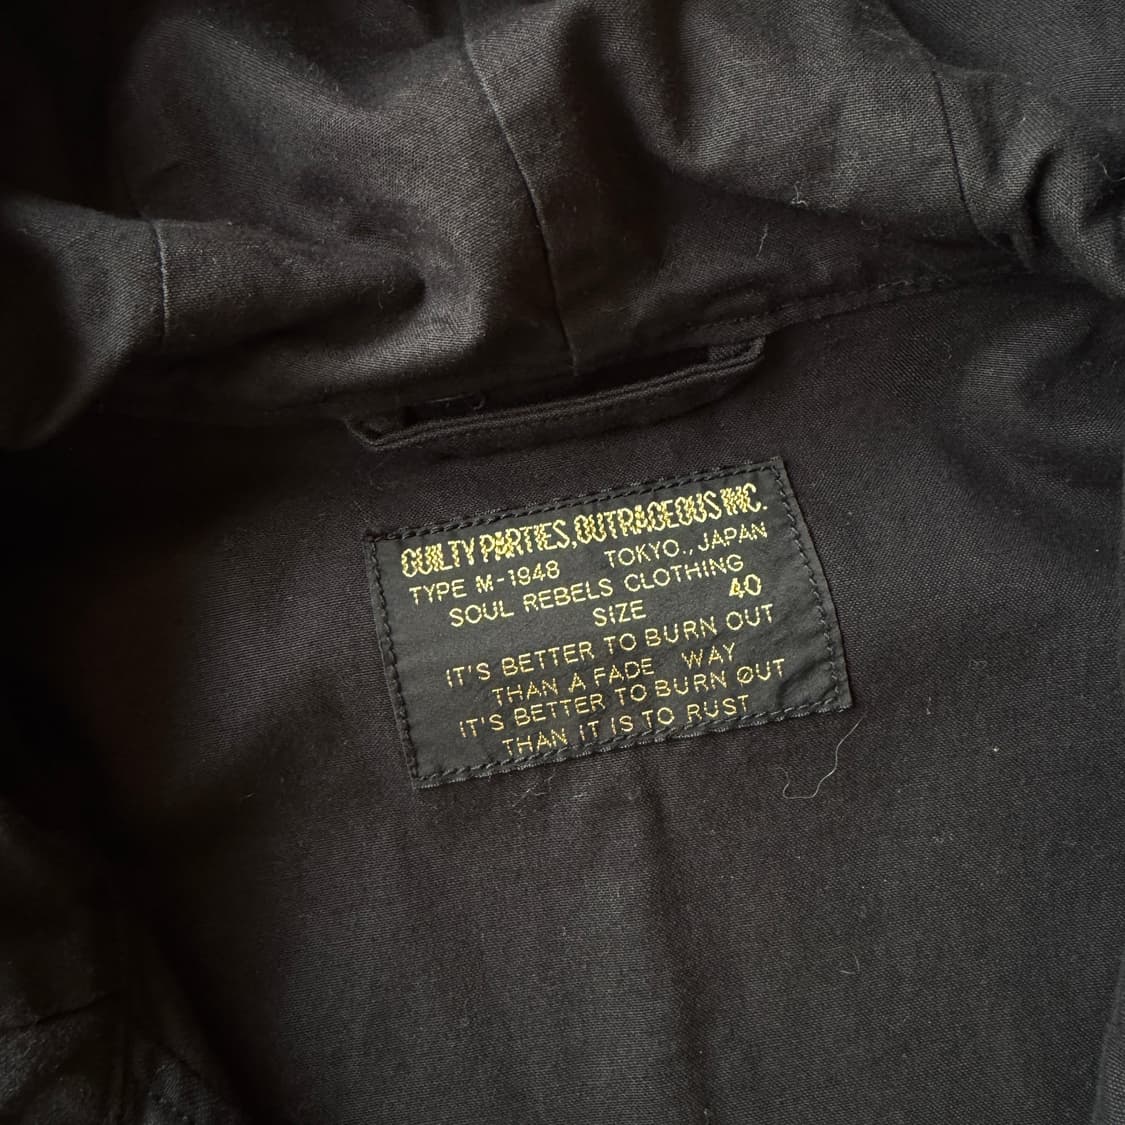 GUILTY PARTIES, OUTRAGEOUS INC.
TYPE M-1948 TOKYO., JAPAN
SOUL REBELS CLOTHING
SIZE 40
IT'S BETTER TO BURN OUT
THAN A FADE WAY
IT'S BETTER TO BURN OUT
THAN IT IS TO RUST